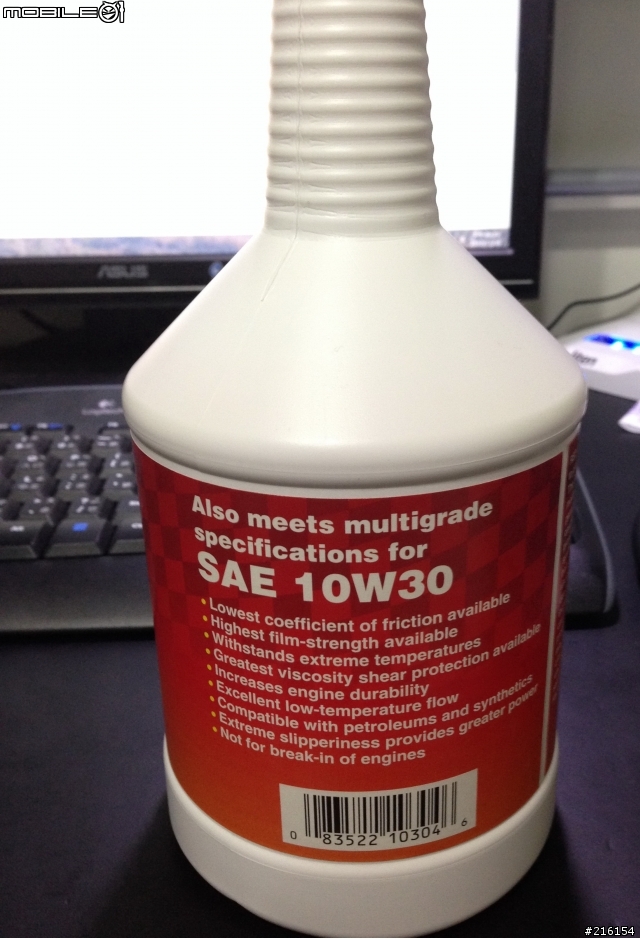 MOBILE01
ASUS
Also meets multigrade
specifications for
SAE 10W30
• Lowest coefficient of friction available
• Highest film-strength available
• Withstands extreme temperatures
• Greatest viscosity shear protection available
• Increases engine durability
• Excellent low-temperature flow
• Compatible with petroleums and synthetics
• Extreme slipperiness provides greater power
• Not for break-in of engines
0 83522 10304 6
#216154